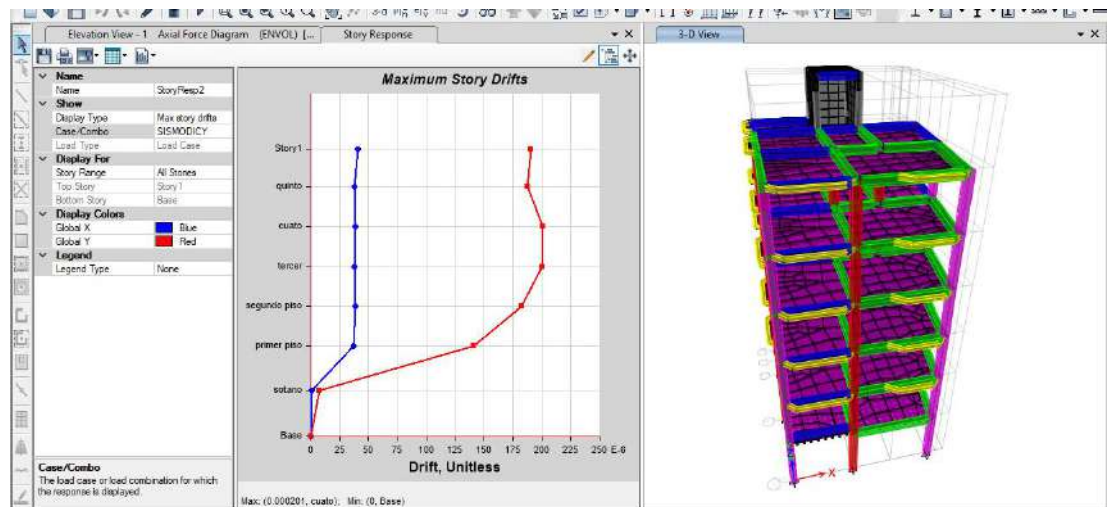 Elevation View - 1 Axial Force Diagram (ENVOL) [...
Story Response
3-D View
Name
Name StoryResp2
Show
Display Type Max story drifts
Case/Combo SISMODICY
Load Type Load Case
Display For
Story Range All Stories
Top Story Story1
Bottom Story Base
Display Colors
Global X Blue
Global Y Red
Legend
Legend Type None
Case/Combo
The load case or load combination for which
the response is displayed.
Maximum Story Drifts
Story1
quinto
cuato
tercer
segundo piso
primer piso
sotano
Base
0 25 50 75 100 125 150 175 200 225 250 E-6
Drift, Unitless
Max: (0.000201, cuato); Min: (0, Base)
X